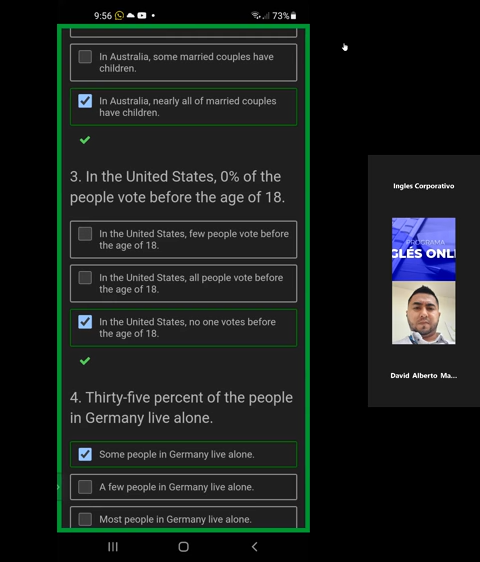 9:56
73%
In Australia, some married couples have
children.
In Australia, nearly all of married couples
have children.
3. In the United States, 0% of the
people vote before the age of 18.
In the United States, few people vote before
the age of 18.
In the United States, all people vote before
the age of 18.
In the United States, no one votes before
the age of 18.
4. Thirty-five percent of the people
in Germany live alone.
Some people in Germany live alone.
A few people in Germany live alone.
Most people in Germany live alone.
Ingles Corporativo
PROGRAMA
GLÉS ONLI
David Alberto Ma...